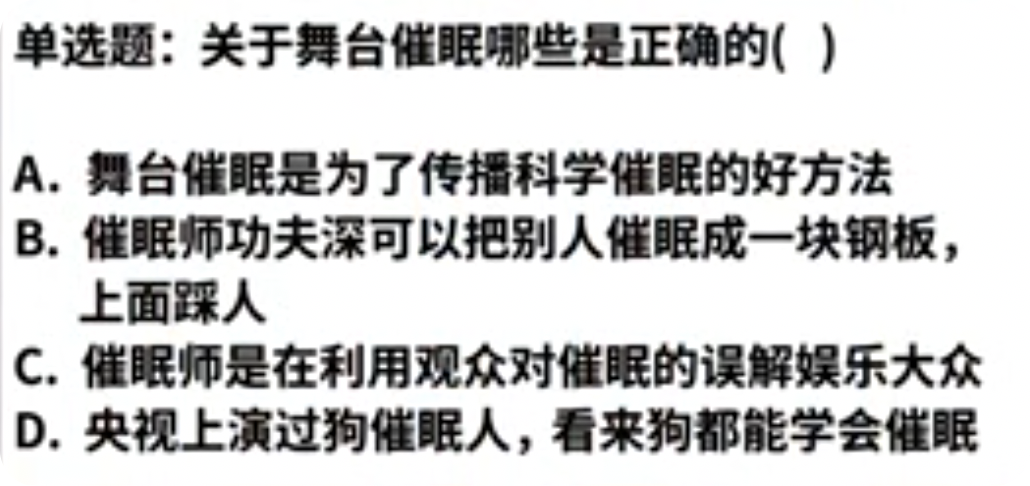 单选题：关于舞台催眠哪些是正确的( )
A. 舞台催眠是为了传播科学催眠的好方法
B. 催眠师功夫深可以把别人催眠成一块钢板，
上面踩人
C. 催眠师是在利用观众对催眠的误解娱乐大众
D. 央视上演过狗催眠人，看来狗都能学会催眠